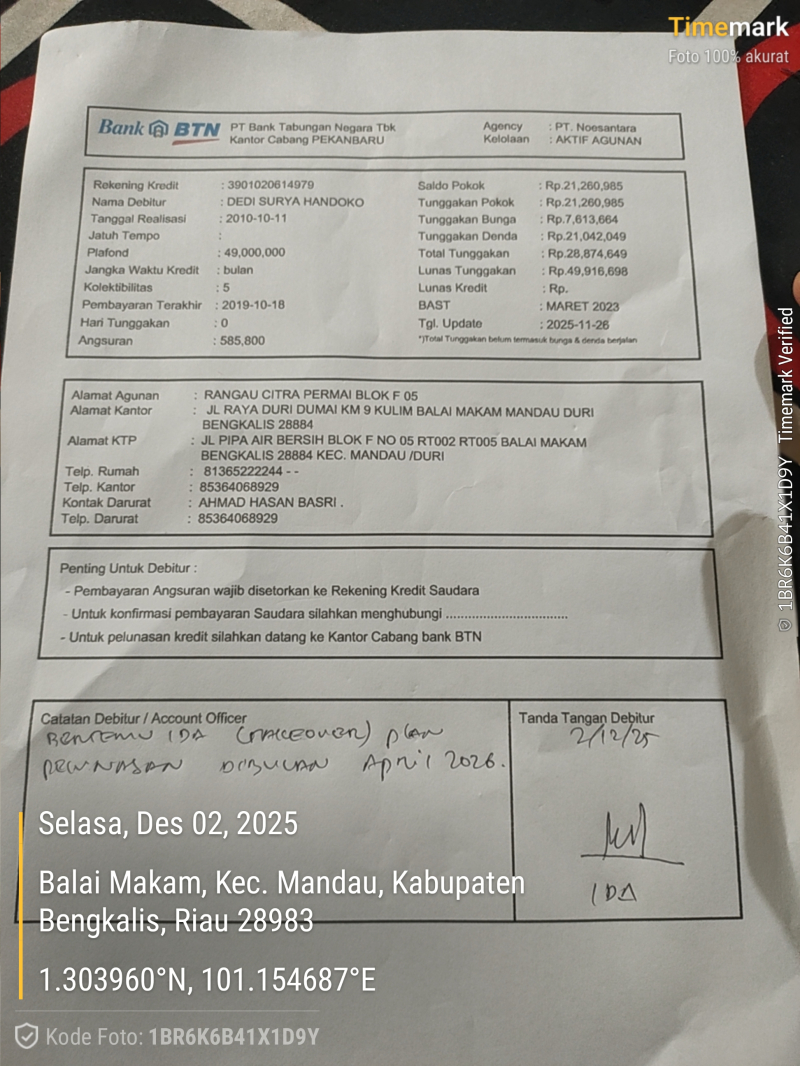 Timemark
Foto 100% akurat
Bank BTN PT Bank Tabungan Negara Tbk
Kantor Cabang PEKANBARU
Agency : PT. Noesantara
Kelolaan : AKTIF AGUNAN
Rekening Kredit : 3901020614979
Nama Debitur : DEDI SURYA HANDOKO
Tanggal Realisasi : 2010-10-11
Jatuh Tempo :
Plafond : 49,000,000
Jangka Waktu Kredit : bulan
Kolektibilitas : 5
Pembayaran Terakhir : 2019-10-18
Hari Tunggakan : 0
Angsuran : 585,800
Saldo Pokok : Rp.21,260,985
Tunggakan Pokok : Rp.21,260,985
Tunggakan Bunga : Rp.7,613,664
Tunggakan Denda : Rp.21,042,049
Total Tunggakan : Rp.28,874,649
Lunas Tunggakan : Rp.49,916,698
Lunas Kredit : Rp.
BAST : MARET 2023
Tgl. Update : 2025-11-26
*)Total Tunggakan belum termasuk bunga & denda berjalan
Alamat Agunan : RANGAU CITRA PERMAI BLOK F 05
Alamat Kantor : JL RAYA DURI DUMAI KM 9 KULIM BALAI MAKAM MANDAU DURI
BENGKALIS 28884
Alamat KTP : JL PIPA AIR BERSIH BLOK F NO 05 RT002 RT005 BALAI MAKAM
BENGKALIS 28884 KEC. MANDAU /DURI
Telp. Rumah : 81365222244 - -
Telp. Kantor : 85364068929
Kontak Darurat : AHMAD HASAN BASRI .
Telp. Darurat : 85364068929
Penting Untuk Debitur :
- Pembayaran Angsuran wajib disetorkan ke Rekening Kredit Saudara
- Untuk konfirmasi pembayaran Saudara silahkan menghubungi ...............................
- Untuk pelunasan kredit silahkan datang ke Kantor Cabang bank BTN
Catatan Debitur / Account Officer
BERTEMU IDA (TAKEOVER) plan
PELUNASAN DIBULAN April 2026.
Tanda Tangan Debitur
2/12/25
IDA
Selasa, Des 02, 2025
Balai Makam, Kec. Mandau, Kabupaten
Bengkalis, Riau 28983
1.303960°N, 101.154687°E
Kode Foto: 1BR6K6B41X1D9Y
© 1BR6K6B41X1D9Y Timemark Verified